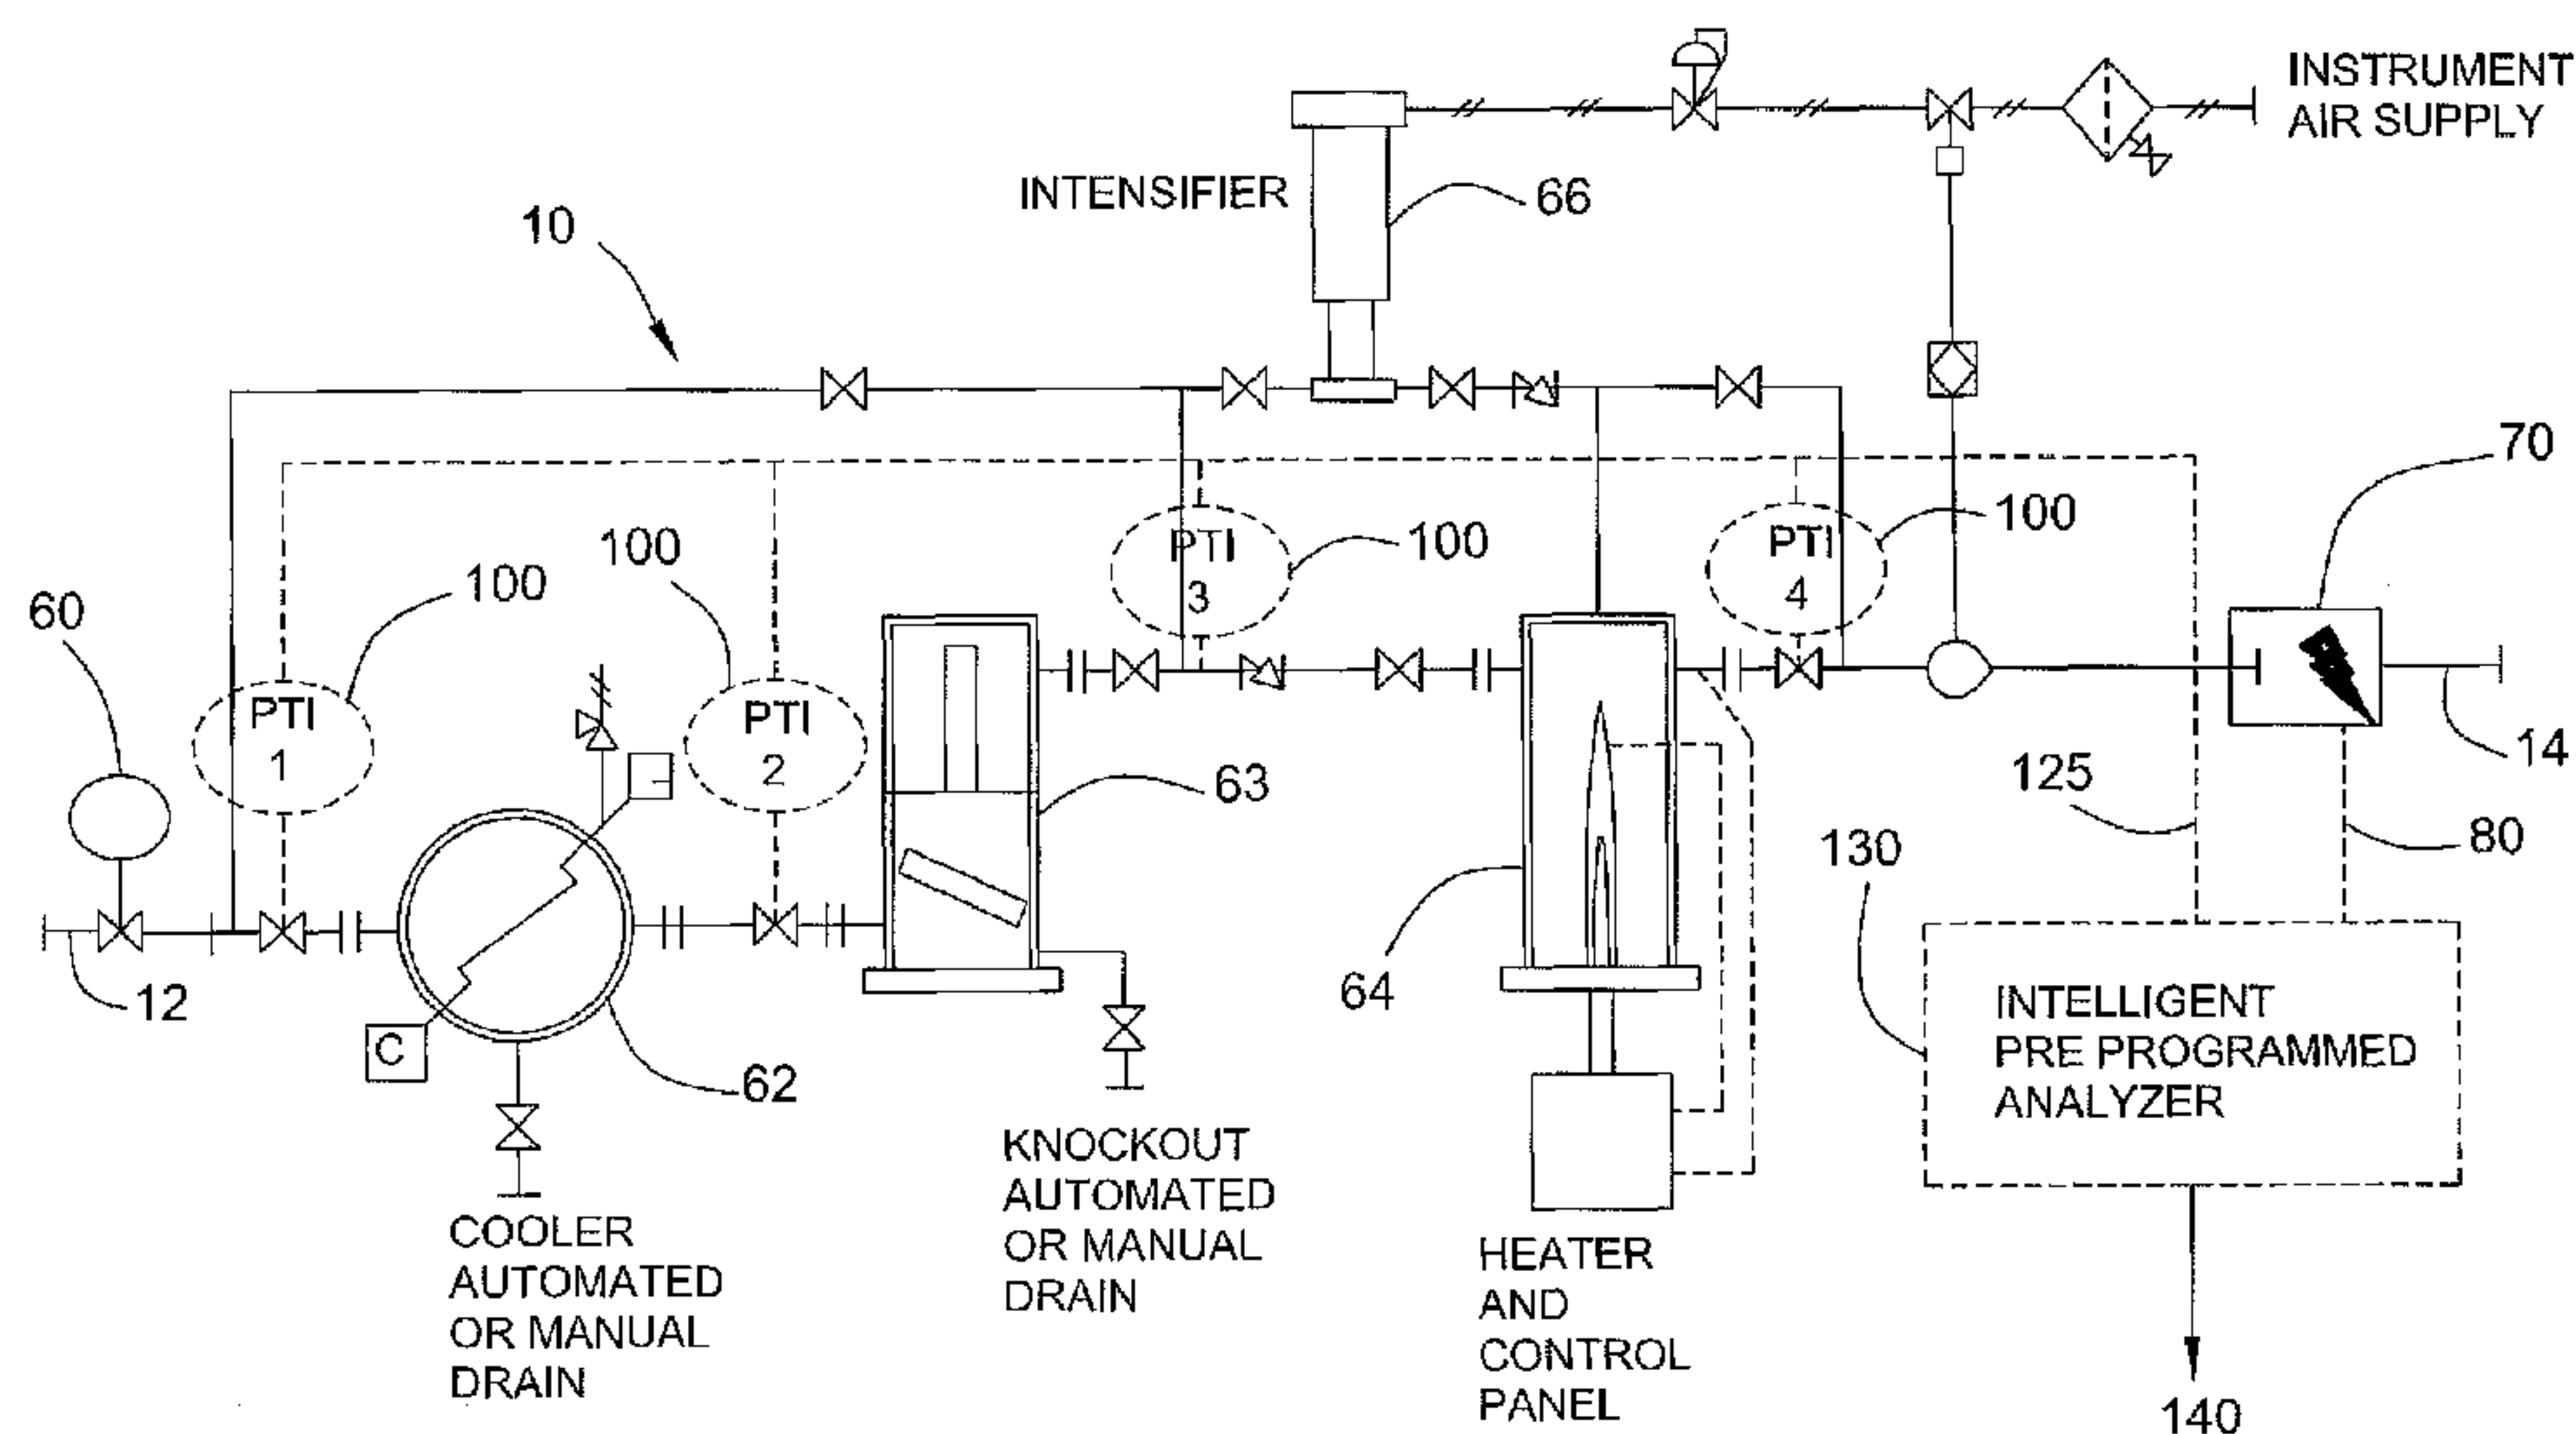 INSTRUMENT
AIR SUPPLY
INTENSIFIER
66
10
70
100
100
100
100
60
PTI
1
PTI
2
PTI
3
PTI
4
63
14
125
80
130
12
64
62
C
INTELLIGENT
PRE PROGRAMMED
ANALYZER
KNOCKOUT
AUTOMATED
OR MANUAL
DRAIN
COOLER
AUTOMATED
OR MANUAL
DRAIN
HEATER
AND
CONTROL
PANEL
140